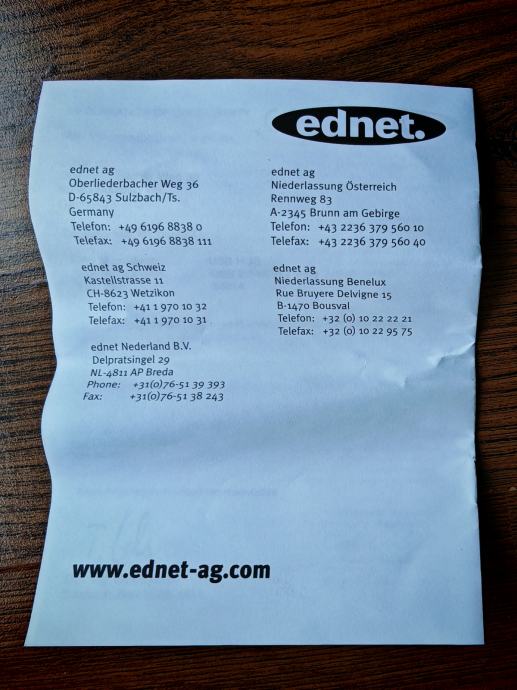 ednet.
ednet ag
Oberliederbacher Weg 36
D-65843 Sulzbach/Ts.
Germany
Telefon: +49 6196 8838 0
Telefax: +49 6196 8838 111
ednet ag
Niederlassung Österreich
Rennweg 83
A-2345 Brunn am Gebirge
Telefon: +43 2236 379 560 10
Telefax: +43 2236 379 560 40
ednet ag Schweiz
Kastellstrasse 11
CH-8623 Wetzikon
Telefon: +41 1 970 10 32
Telefax: +41 1 970 10 31
ednet ag
Niederlassung Benelux
Rue Bruyere Delvigne 15
B-1470 Bousval
Telefon: +32 (0) 10 22 22 21
Telefax: +32 (0) 10 22 95 75
ednet Nederland B.V.
Delpratsingel 29
NL-4811 AP Breda
Phone: +31(0)76-51 39 393
Fax: +31(0)76-51 38 243
www.ednet-ag.com